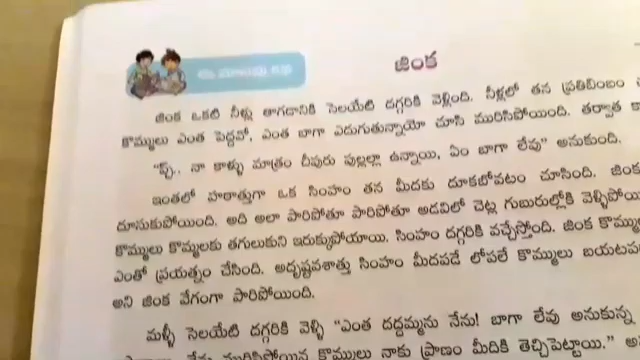 జింక
జింక ఒకటి నీళ్లు తాగడానికి సెలయేటి దగ్గరికి వెళ్లింది. నీళ్లలో తన ప్రతిబింబం
కొమ్ములు ఎంత పెద్దవో, ఎంత బాగా ఎదుగుతున్నాయో చూసి మురిసిపోయింది. తర్వాత
"ప్చ్.. నా కాళ్ళు మాత్రం చీపురు పుల్లల్లా ఉన్నాయి, ఏం బాగా లేవు" అనుకుంది.
ఇంతలో హఠాత్తుగా ఒక సింహం తన మీదకు దూకబోవటం చూసింది. జింక
దూసుకుపోయింది. అది అలా పారిపోతూ పారిపోతూ అడవిలో చెట్ల గుబురుల్లోకి వెళ్ళిపోయి
కొమ్ములు కొమ్మలకు తగులుకుని ఇరుక్కుపోయాయి. సింహం దగ్గరికి వచ్చేస్తోంది. జింక కొమ్ము
ఎంతో ప్రయత్నం చేసింది. అదృష్టవశాత్తు సింహం మీదపడే లోపలే కొమ్ములు బయటప
అని జింక వేగంగా పారిపోయింది.
మళ్ళీ సెలయేటి దగ్గరికి వెళ్ళి "ఎంత దద్దమ్మను నేను! బాగా లేవు అనుకున్న
నేను మురిసిపోయిన కొమ్ములు నాకు ప్రాణం మీదికి తెచ్చిపెట్టాయి." అ